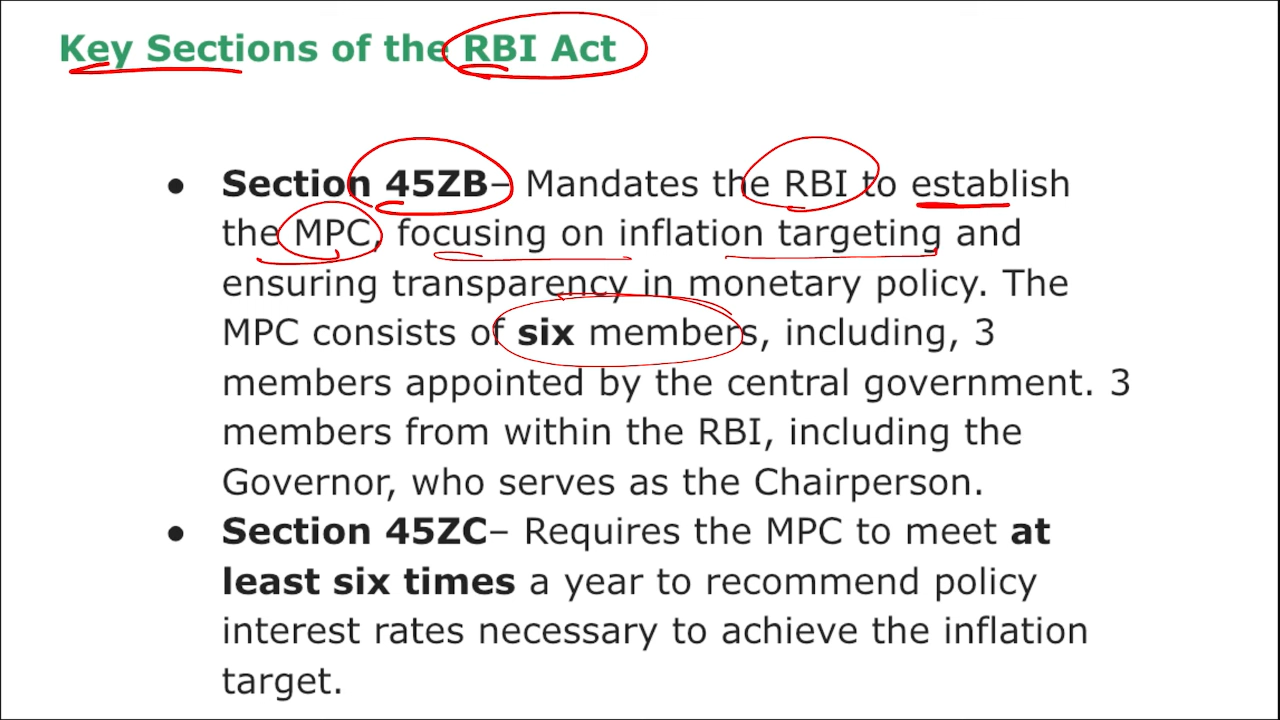 Key Sections of the RBI Act
● Section 45ZB– Mandates the RBI to establish
the MPC, focusing on inflation targeting and
ensuring transparency in monetary policy. The
MPC consists of six members, including, 3
members appointed by the central government. 3
members from within the RBI, including the
Governor, who serves as the Chairperson.
● Section 45ZC– Requires the MPC to meet at
least six times a year to recommend policy
interest rates necessary to achieve the inflation
target.